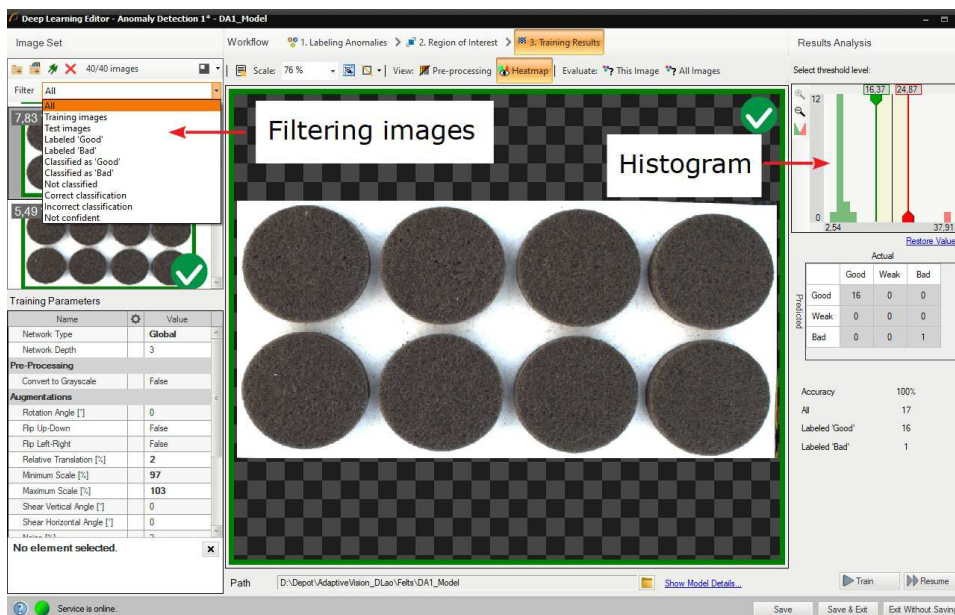 Deep Learning Editor - Anomaly Detection 1* - DA1_Model
Image Set
Workflow
1. Labeling Anomalies
2. Region of Interest
3. Training Results
Results Analysis
40/40 images
Scale: 76 %
View: Pre-processing Heatmap Evaluate: This Image All Images
Select threshold level:
Filter All
All
Training images
Test images
Labeled 'Good'
Labeled 'Bad'
Classified as 'Good'
Classified as 'Bad'
Not classified
Correct classification
Incorrect classification
Not confident
7,83
5,49
Filtering images
Histogram
16,37 24,87
12
0
2.54 37.91
Restore Value
Actual
Good Weak Bad
Predicted
Good 16 0 0
Weak 0 0 0
Bad 0 0 1
Accuracy 100%
All 17
Labeled 'Good' 16
Labeled 'Bad' 1
Training Parameters
Name Value
Network Type Global
Network Depth 3
Pre-Processing
Convert to Grayscale False
Augmentations
Rotation Angle [°] 0
Flip Up-Down False
Flip Left-Right False
Relative Translation [%] 2
Minimum Scale [%] 97
Maximum Scale [%] 103
Shear Vertical Angle [°] 0
Shear Horizontal Angle [°] 0
No element selected.
Path D:\Depot\AdaptiveVision_DLao\Felts\DA1_Model
Show Model Details...
Train Resume
Service is online.
Save Save & Exit Exit Without Saving